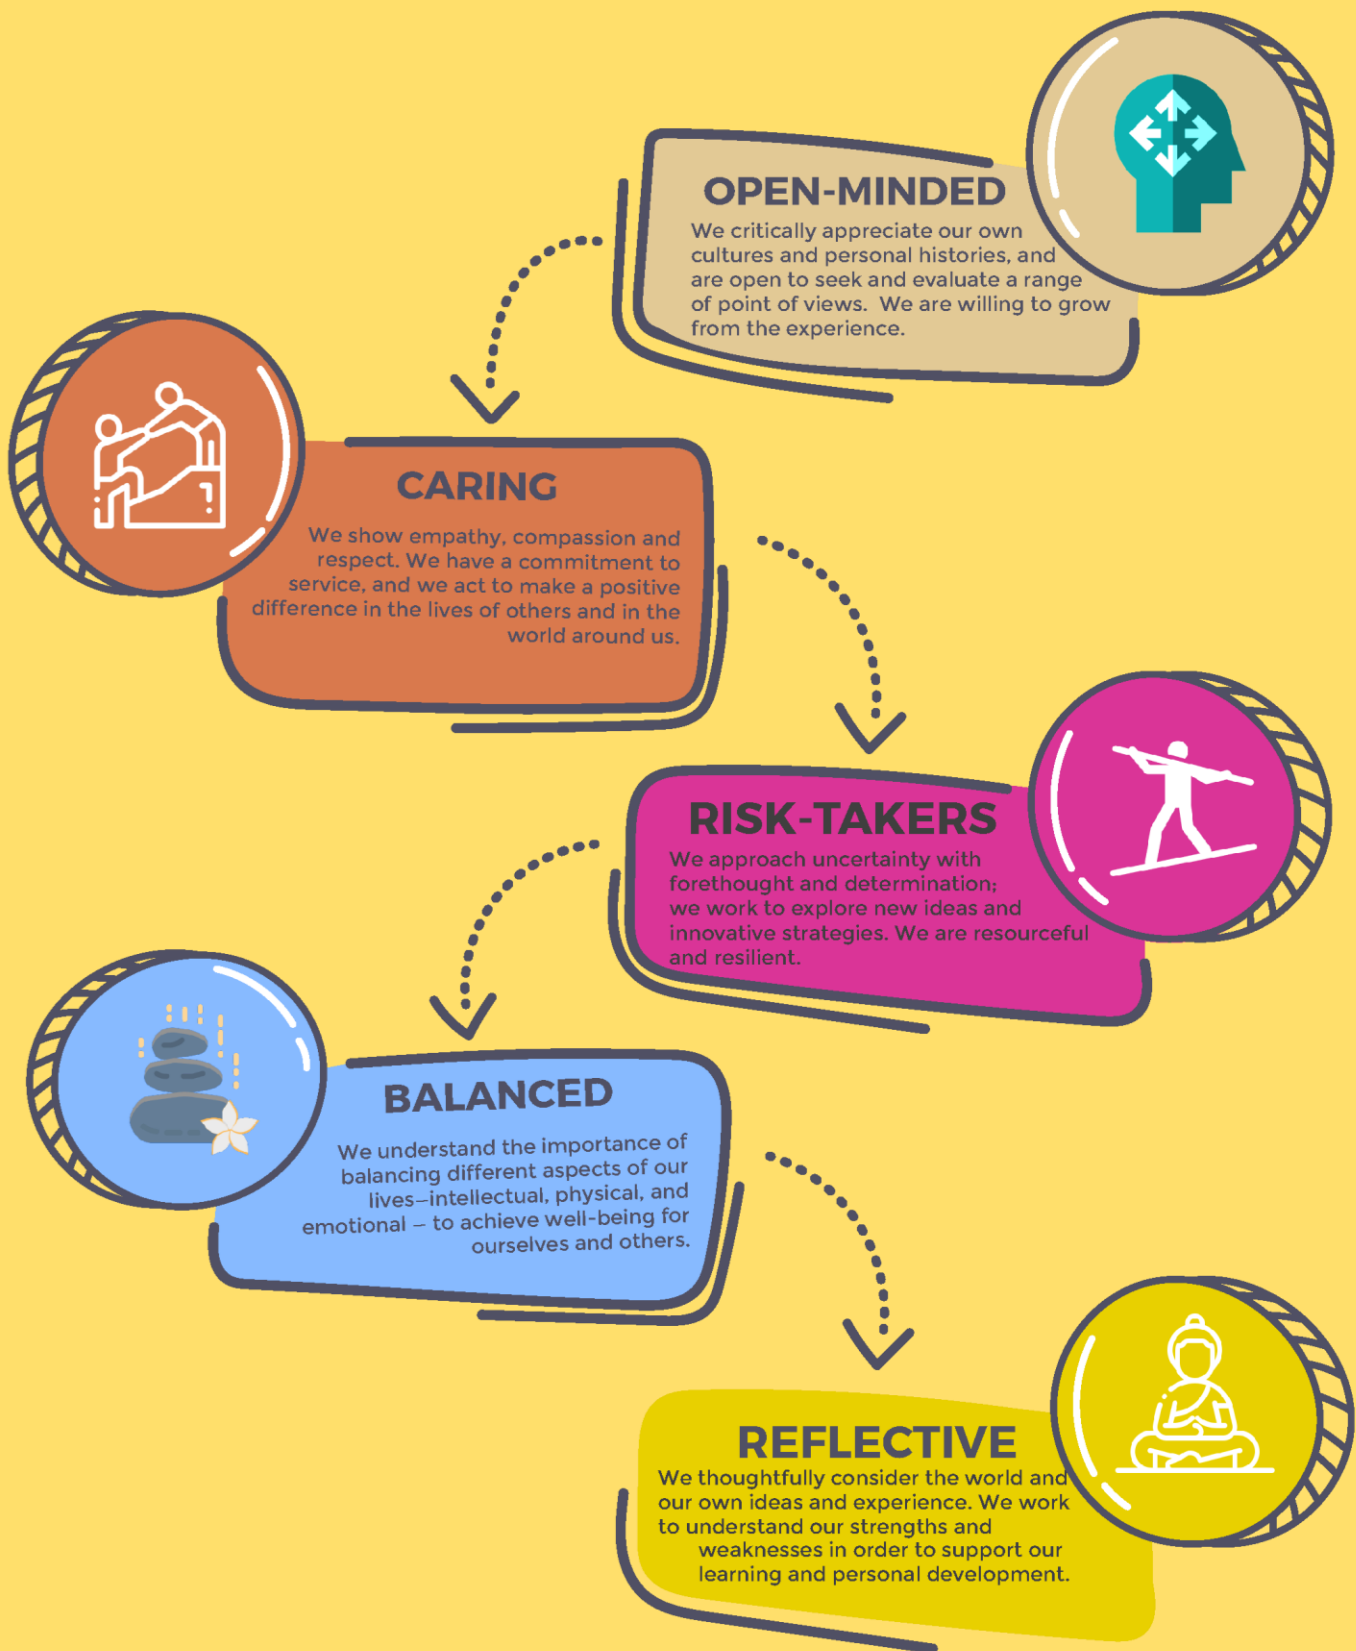 OPEN-MINDED
We critically appreciate our own
cultures and personal histories, and
are open to seek and evaluate a range
of point of views. We are willing to grow
from the experience.
CARING
We show empathy, compassion and
respect. We have a commitment to
service, and we act to make a positive
difference in the lives of others and in the
world around us.
RISK-TAKERS
We approach uncertainty with
forethought and determination;
we work to explore new ideas and
innovative strategies. We are resourceful
and resilient.
BALANCED
We understand the importance of
balancing different aspects of our
lives—intellectual, physical, and
emotional – to achieve well-being for
ourselves and others.
REFLECTIVE
We thoughtfully consider the world and
our own ideas and experience. We work
to understand our strengths and
weaknesses in order to support our
learning and personal development.